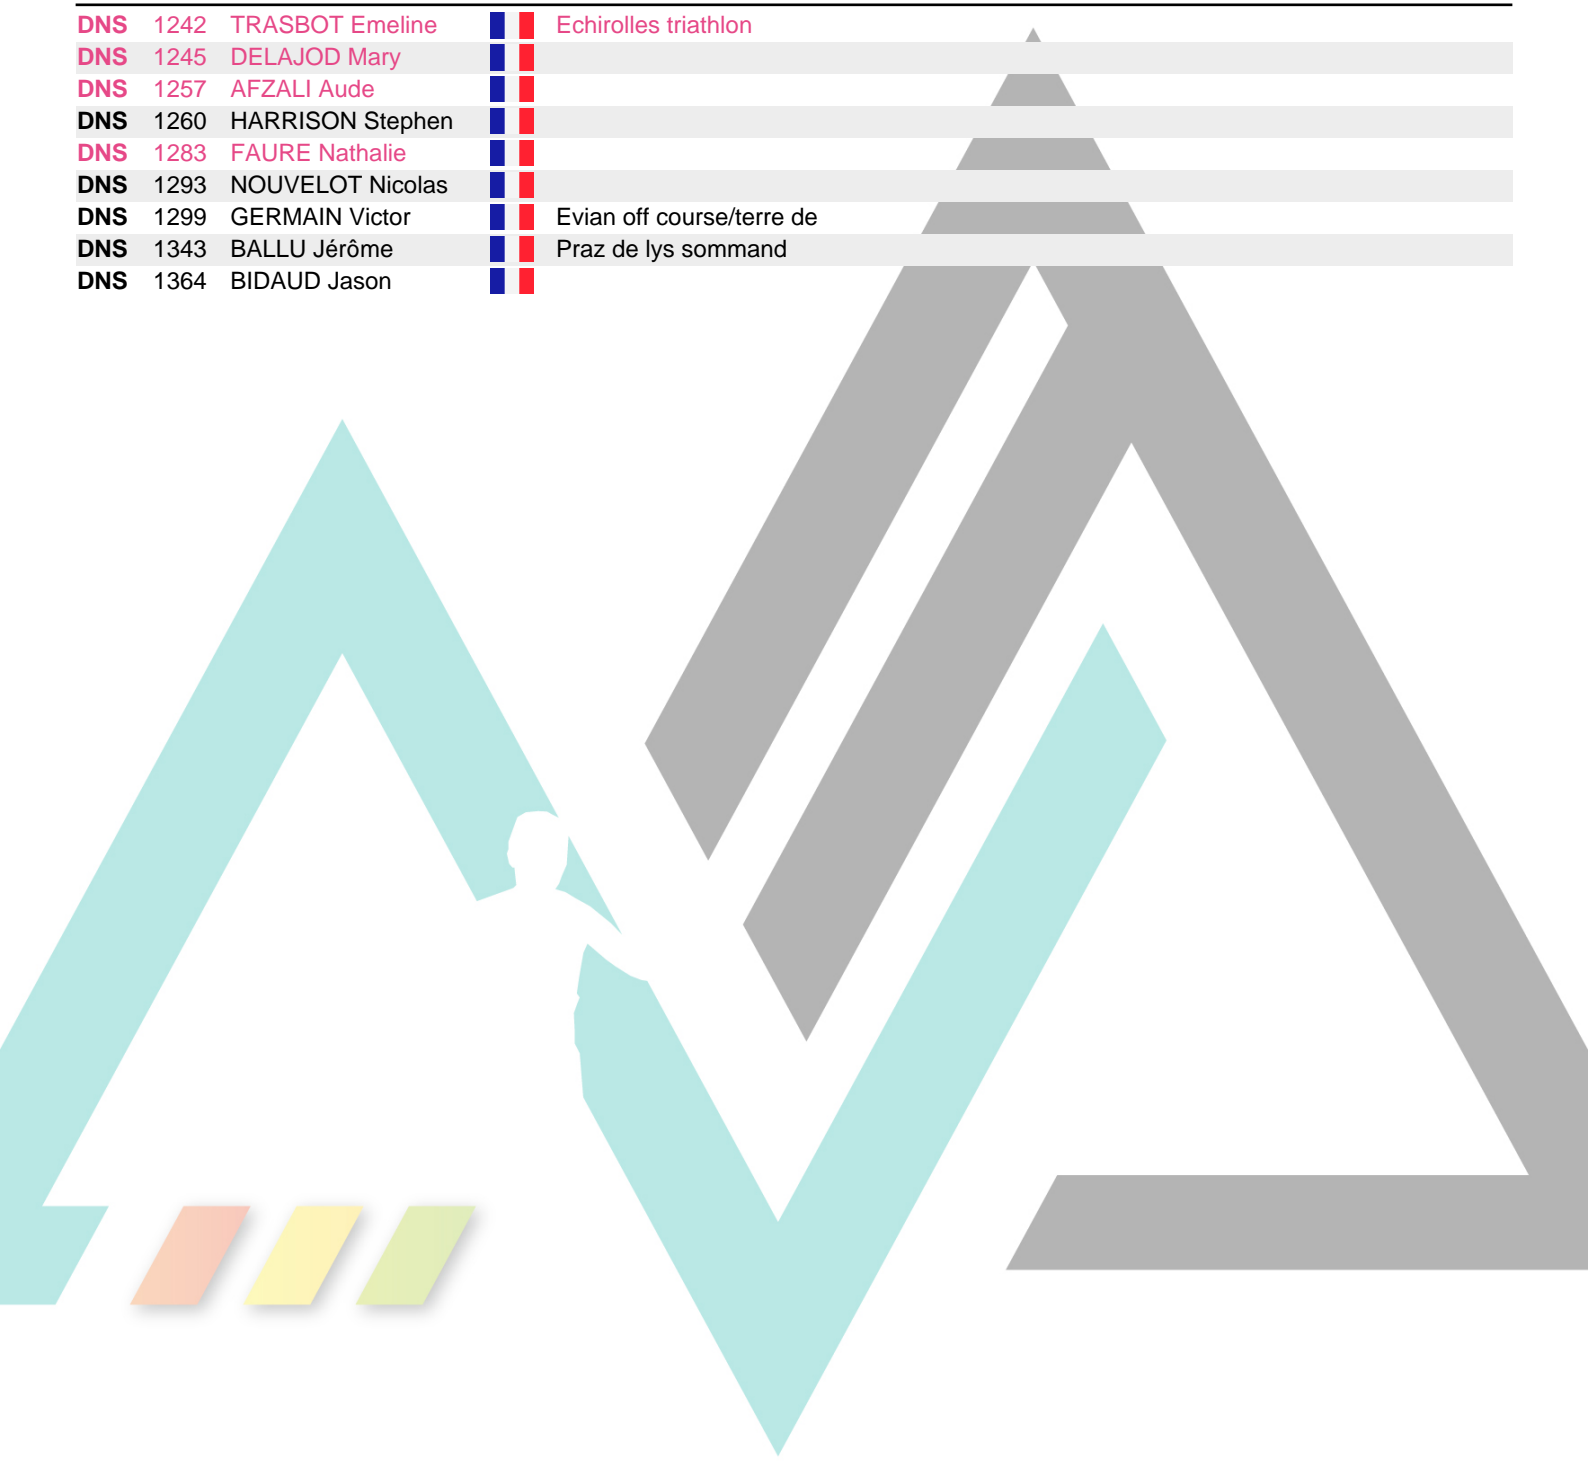 DNS 1242 TRASBOT Emeline Echirolles triathlon
DNS 1245 DELAJOD Mary
DNS 1257 AFZALI Aude
DNS 1260 HARRISON Stephen
DNS 1283 FAURE Nathalie
DNS 1293 NOUVELOT Nicolas
DNS 1299 GERMAIN Victor Evian off course/terre de
DNS 1343 BALLU Jérôme Praz de lys sommand
DNS 1364 BIDAUD Jason